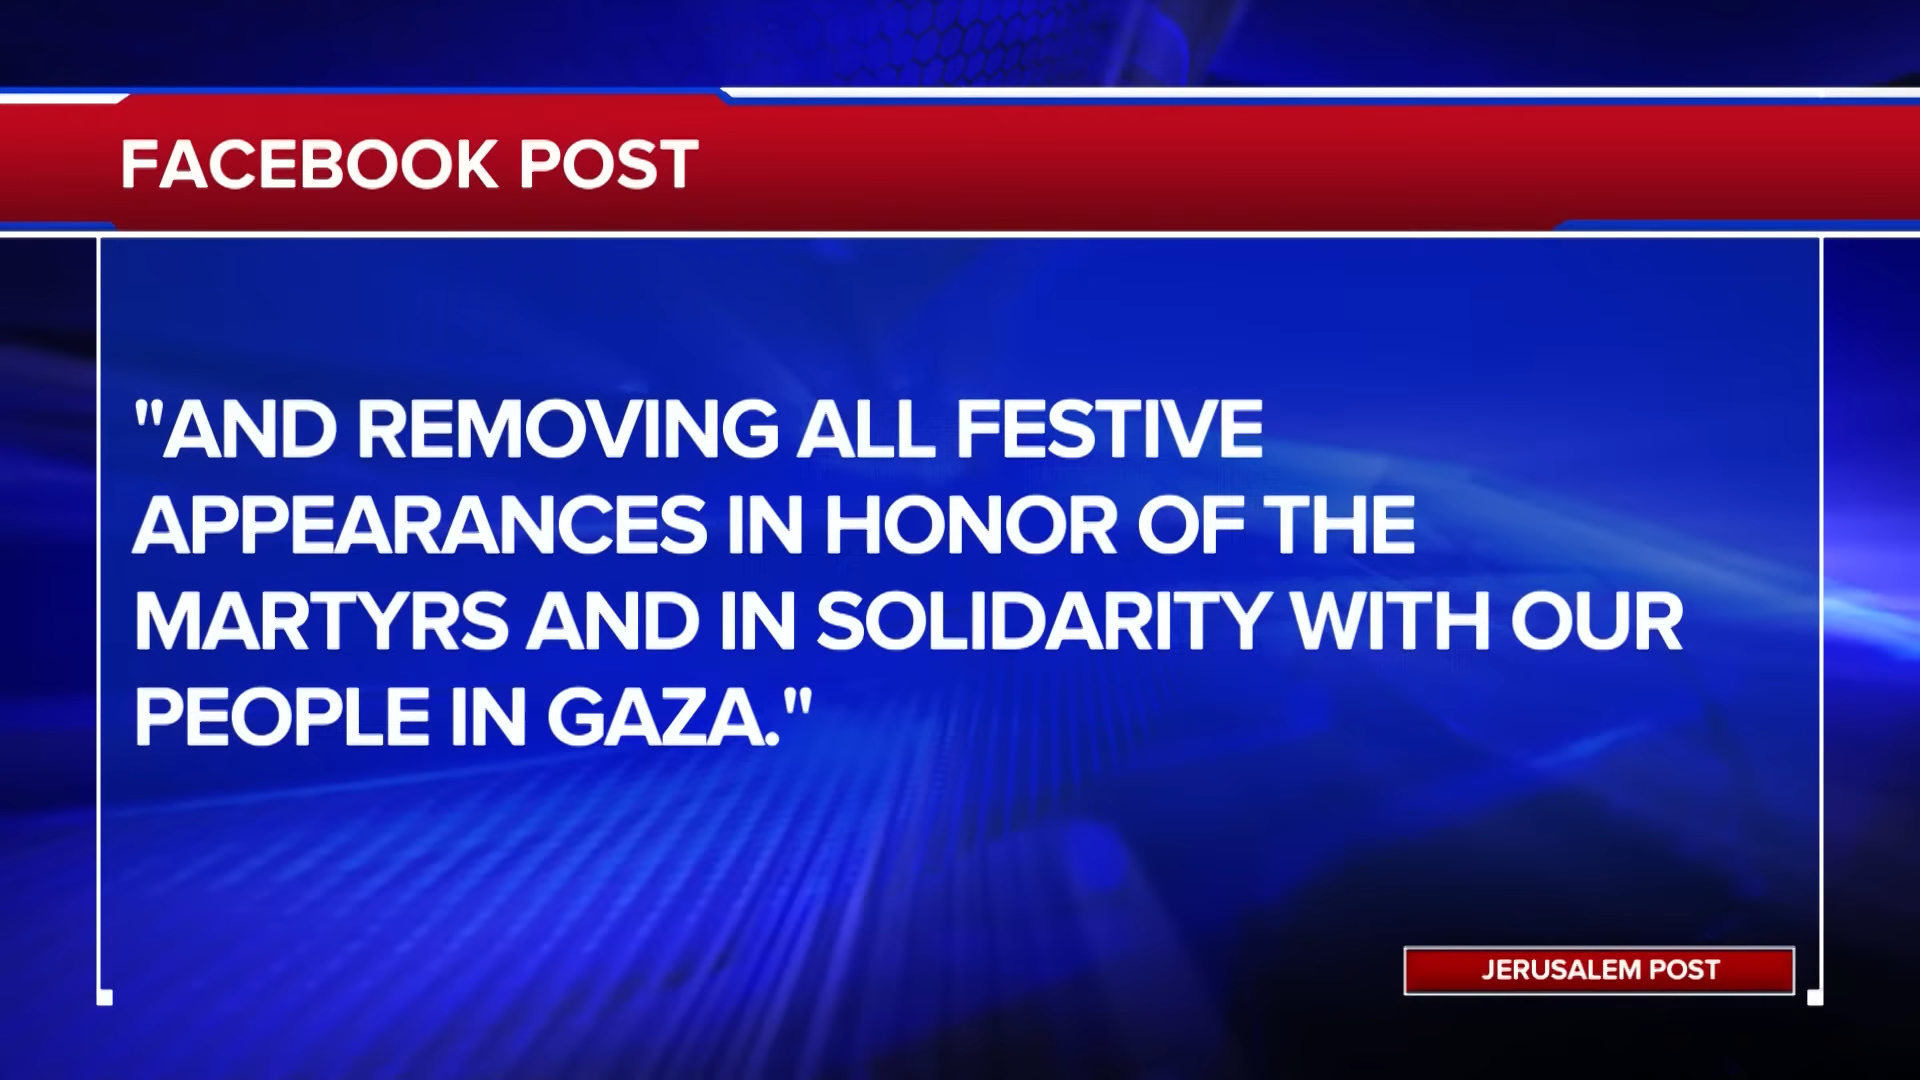 FACEBOOK POST
"AND REMOVING ALL FESTIVE
APPEARANCES IN HONOR OF THE
MARTYRS AND IN SOLIDARITY WITH OUR
PEOPLE IN GAZA."
JERUSALEM POST